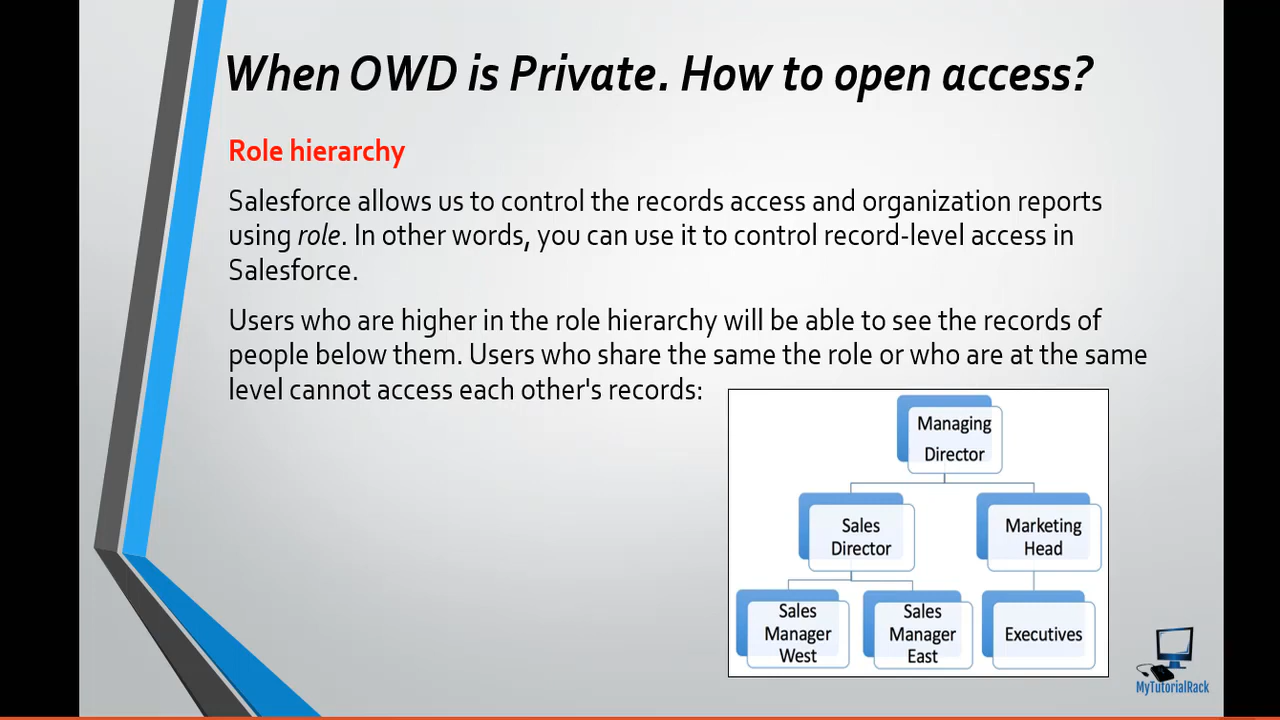 When OWD is Private. How to open access?
Role hierarchy
Salesforce allows us to control the records access and organization reports
using role. In other words, you can use it to control record-level access in
Salesforce.
Users who are higher in the role hierarchy will be able to see the records of
people below them. Users who share the same the role or who are at the same
level cannot access each other's records:
Managing
Director
Sales
Director
Marketing
Head
Sales
Manager
West
Sales
Manager
East
Executives
MyTutorialRack